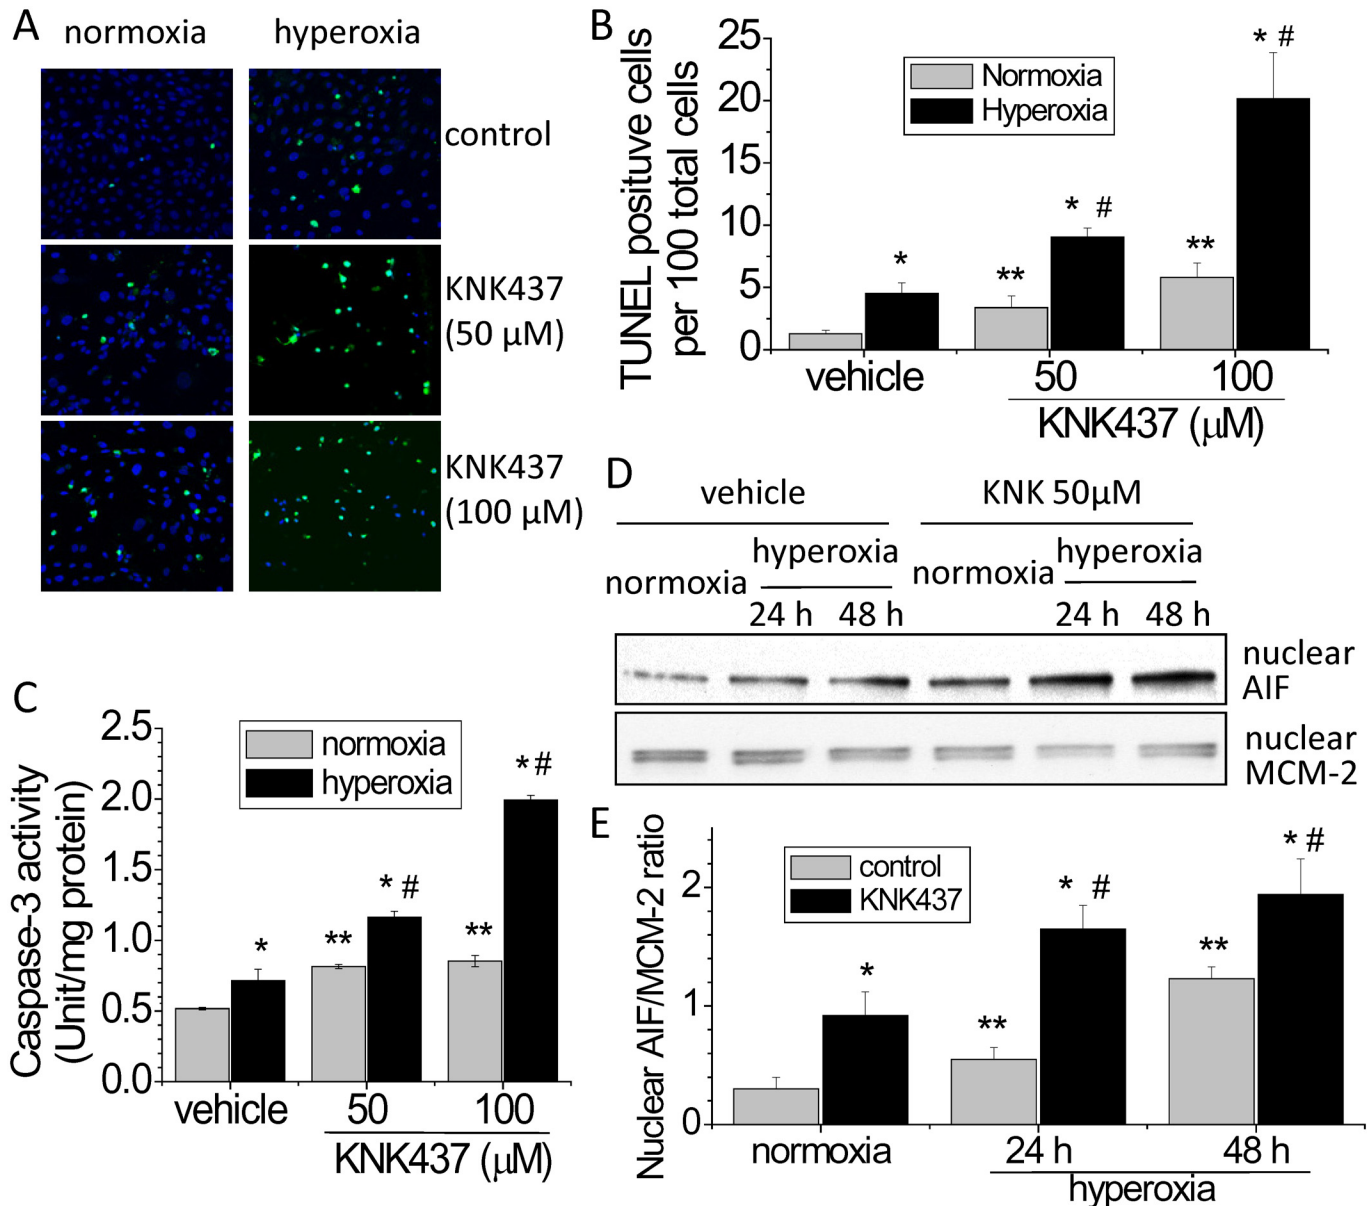 A
normoxia hyperoxia
control
KNK437
(50 μM)
KNK437
(100 μM)
B
TUNEL positive cells
per 100 total cells
25
20
15
10
5
0
Normoxia
Hyperoxia
*
**
* #
**
* #
vehicle 50 100
KNK437 (μM)
C
Caspase-3 activity
(Unit/mg protein)
2.5
2.0
1.5
1.0
0.5
0.0
normoxia
hyperoxia
*
**
* #
**
* #
vehicle 50 100
KNK437 (μM)
D
vehicle KNK 50μM
normoxia hyperoxia normoxia hyperoxia
24 h 48 h 24 h 48 h
nuclear
AIF
nuclear
MCM-2
E
Nuclear AIF/MCM-2 ratio
2
1
0
control
KNK437
*
**
* #
**
* #
normoxia 24 h 48 h
hyperoxia